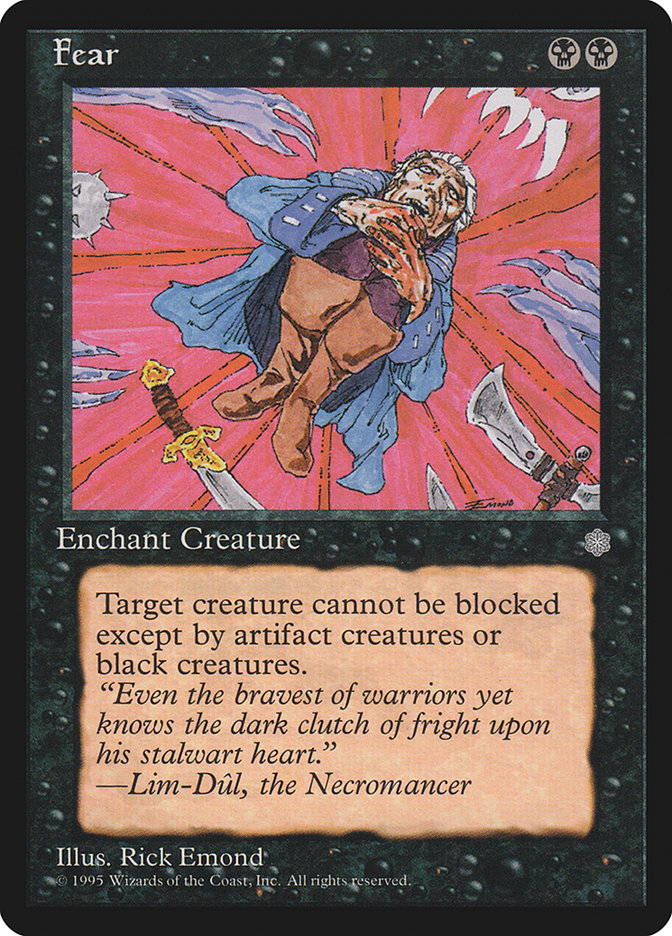 Fear
EMOND
Enchant Creature
Target creature cannot be blocked
except by artifact creatures or
black creatures.
“Even the bravest of warriors yet
knows the dark clutch of fright upon
his stalwart heart.”
—Lim-Dûl, the Necromancer
Illus. Rick Emond
© 1995 Wizards of the Coast, Inc. All rights reserved.